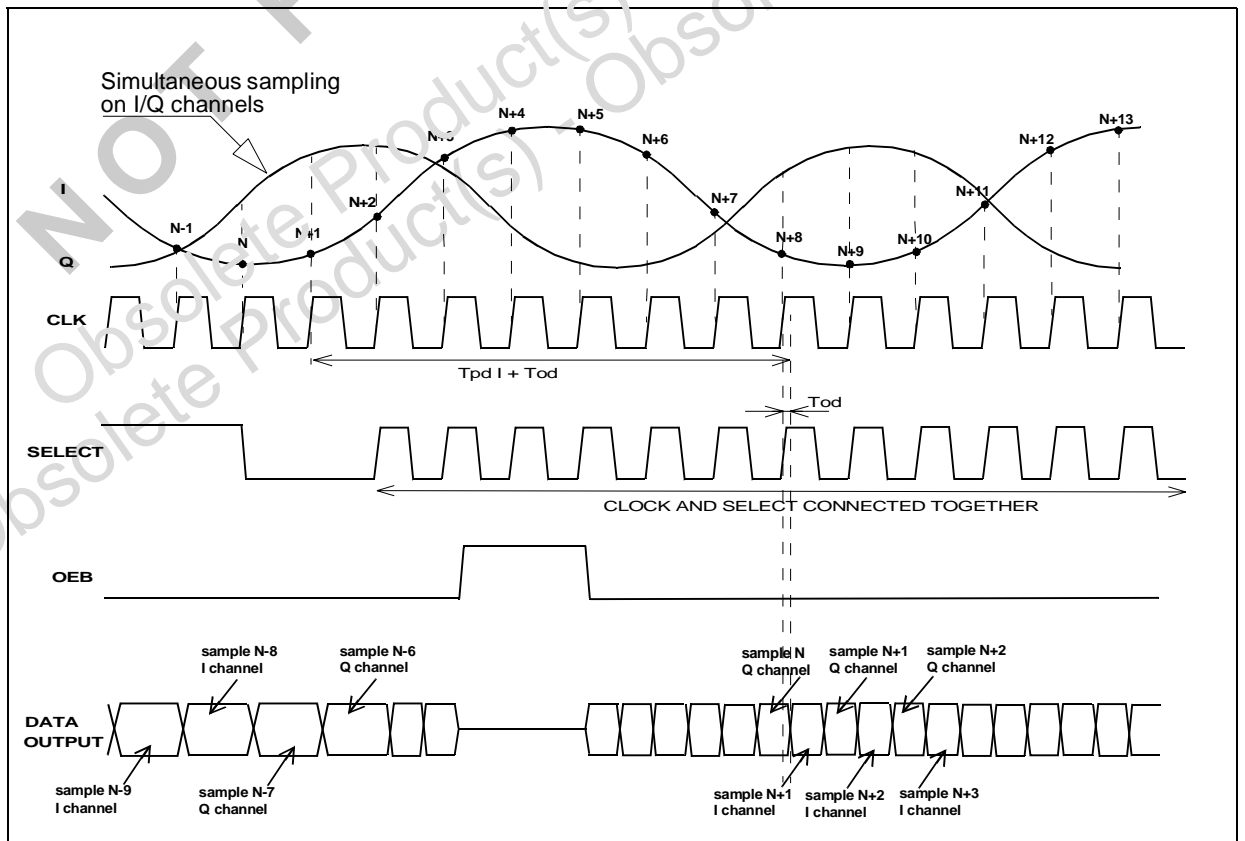 NOT
Obsolete Product(s) - Obsol
Obsolete Product(s)
Simultaneous sampling
on I/Q channels
N+4
N+5
N+13
N+3
N+6
N+12
I
N+2
N+7
N+11
N-1
N
N+1
N+8
N+9
N+10
Q
CLK
Tpd I + Tod
Tod
SELECT
CLOCK AND SELECT CONNECTED TOGETHER
OEB
sample N-8
I channel
sample N-6
Q channel
sample N
Q channel
sample N+1
Q channel
sample N+2
Q channel
DATA
OUTPUT
sample N-9
I channel
sample N-7
Q channel
sample N+1
I channel
sample N+2
I channel
sample N+3
I channel